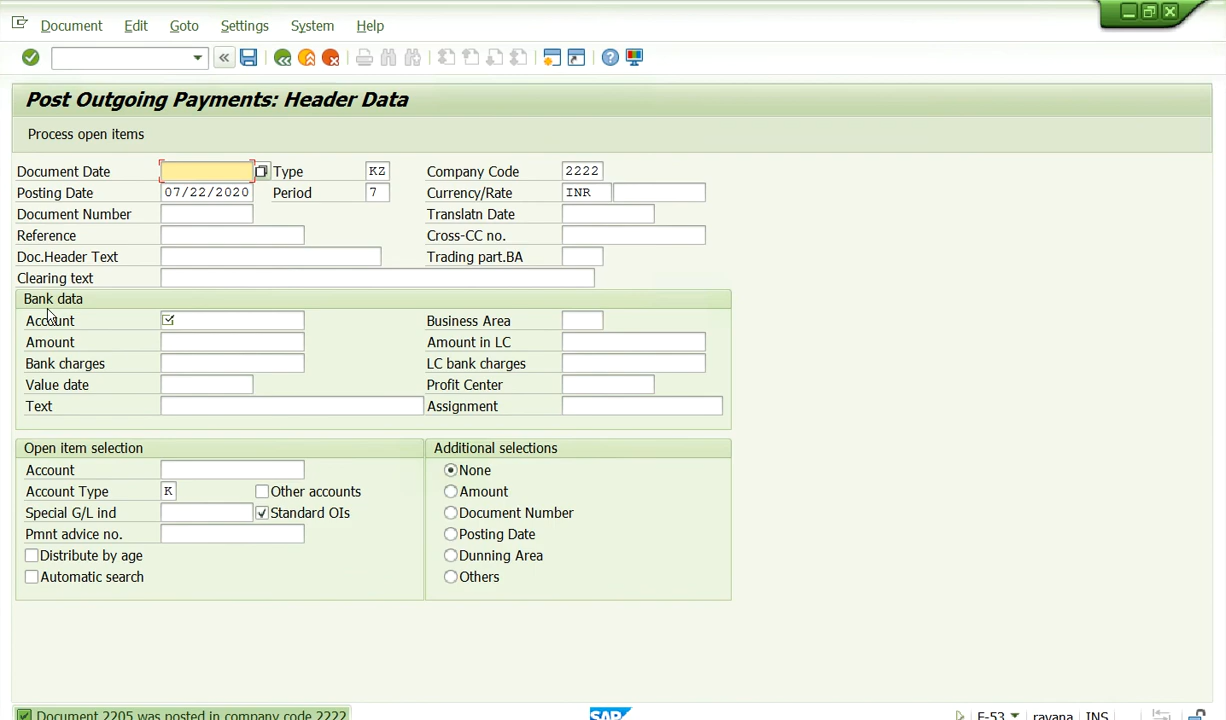 Document Edit Goto Settings System Help
Post Outgoing Payments: Header Data
Process open items
Document Date Type KZ Company Code 2222
Posting Date 07/22/2020 Period 7 Currency/Rate INR
Document Number Translatn Date
Reference Cross-CC no.
Doc.Header Text Trading part.BA
Clearing text
Bank data
Account Business Area
Amount Amount in LC
Bank charges LC bank charges
Value date Profit Center
Text Assignment
Open item selection Additional selections
Account None
Account Type K Other accounts Amount
Special G/L ind Standard OIs Document Number
Pmnt advice no. Posting Date
Distribute by age Dunning Area
Automatic search Others
Document 2205 was posted in company code 2222 SAP F-53 ravana INS